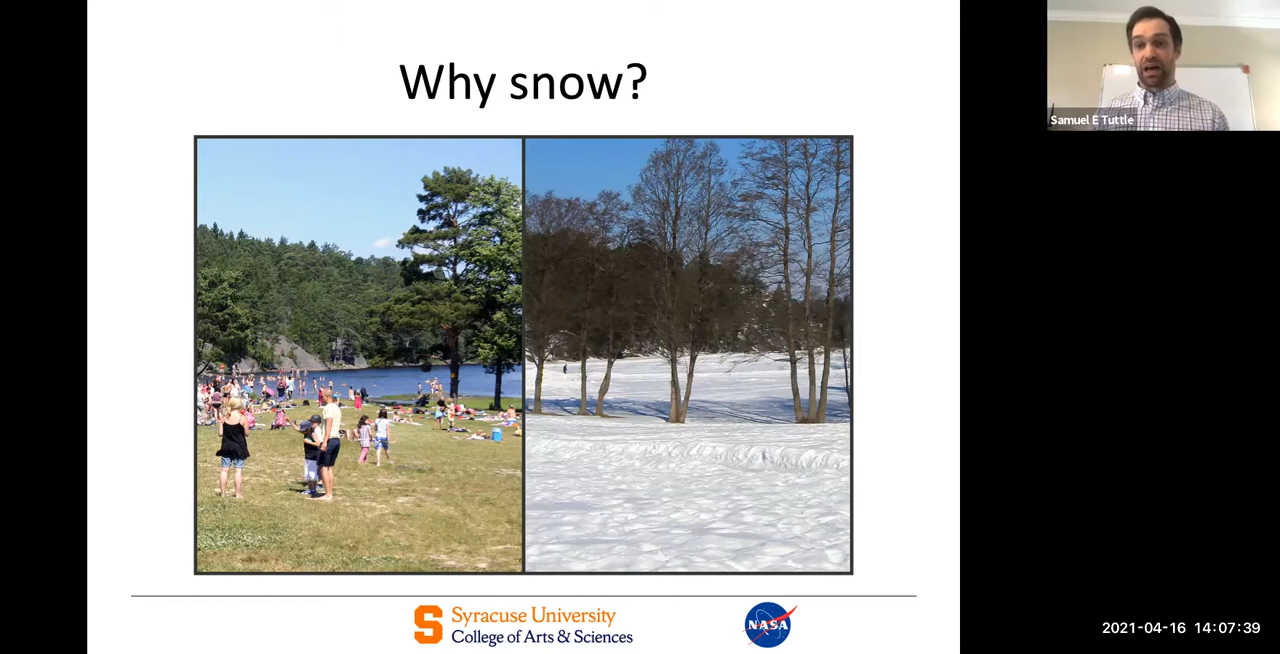 Why snow?
Samuel E Tuttle
S
Syracuse University
College of Arts & Sciences
NASA
2021-04-16 14:07:39